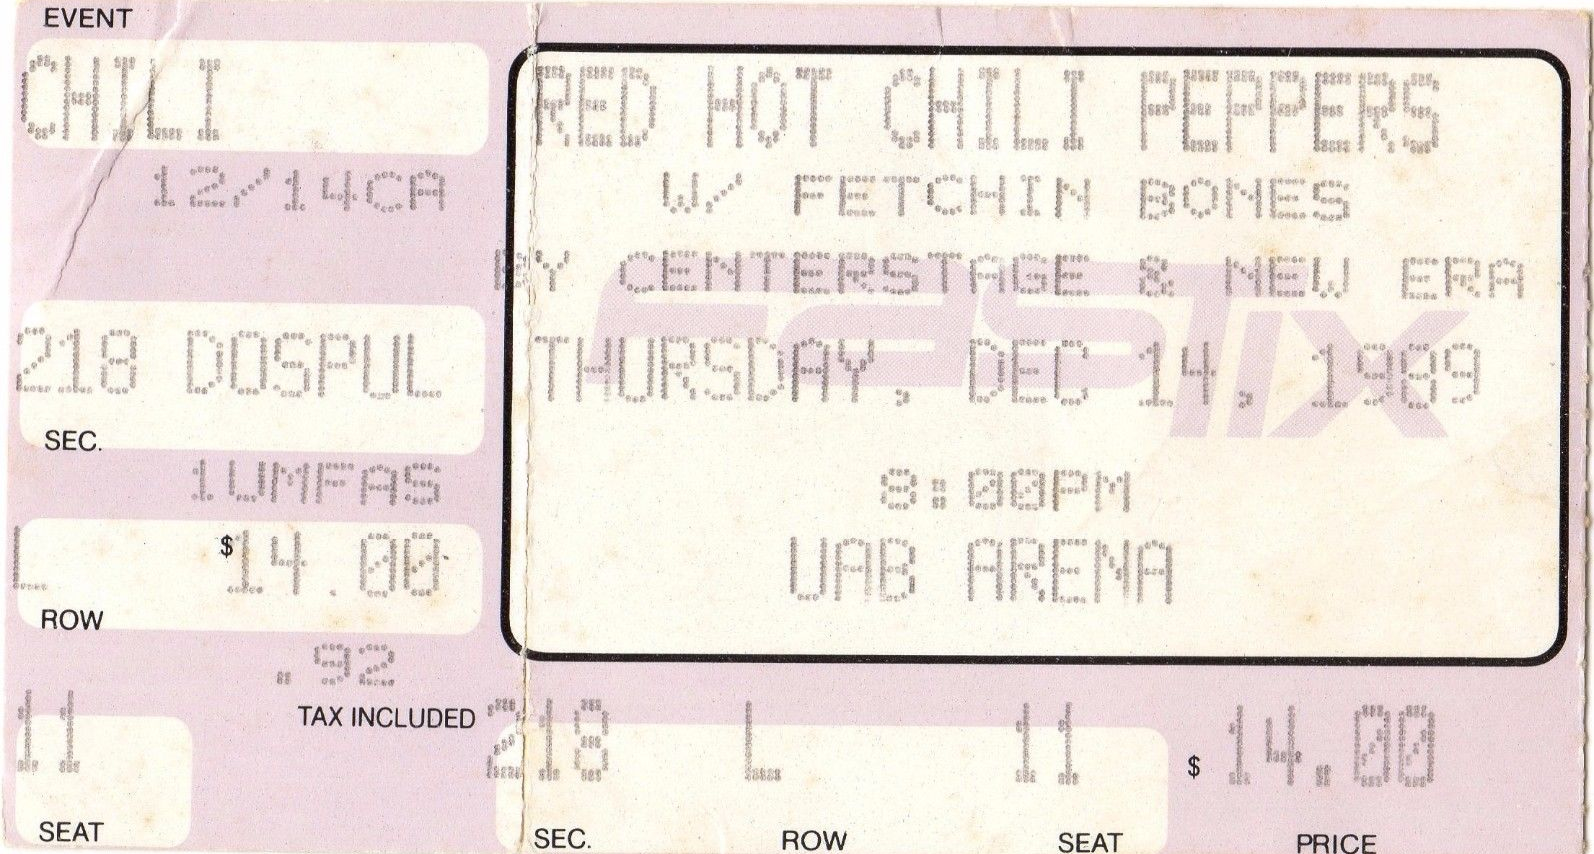 EVENT
CHILI
12/14CA
218 DOSPUL
SEC.
1UMFAS
L $14.00
ROW
.92
TAX INCLUDED
11
SEAT
RED HOT CHILI PEPPERS
W/ FETCHIN BONES
BY CENTERSTAGE & NEW ERA
FASTIX
THURSDAY, DEC 14, 1989
8:00PM
UAB ARENA
218 L 11 $14.00
SEC. ROW SEAT PRICE